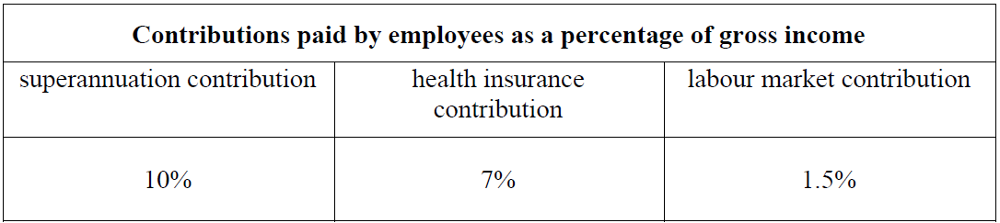 Contributions paid by employees as a percentage of gross income
superannuation contribution
health insurance
contribution
labour market contribution
10%
7%
1.5%